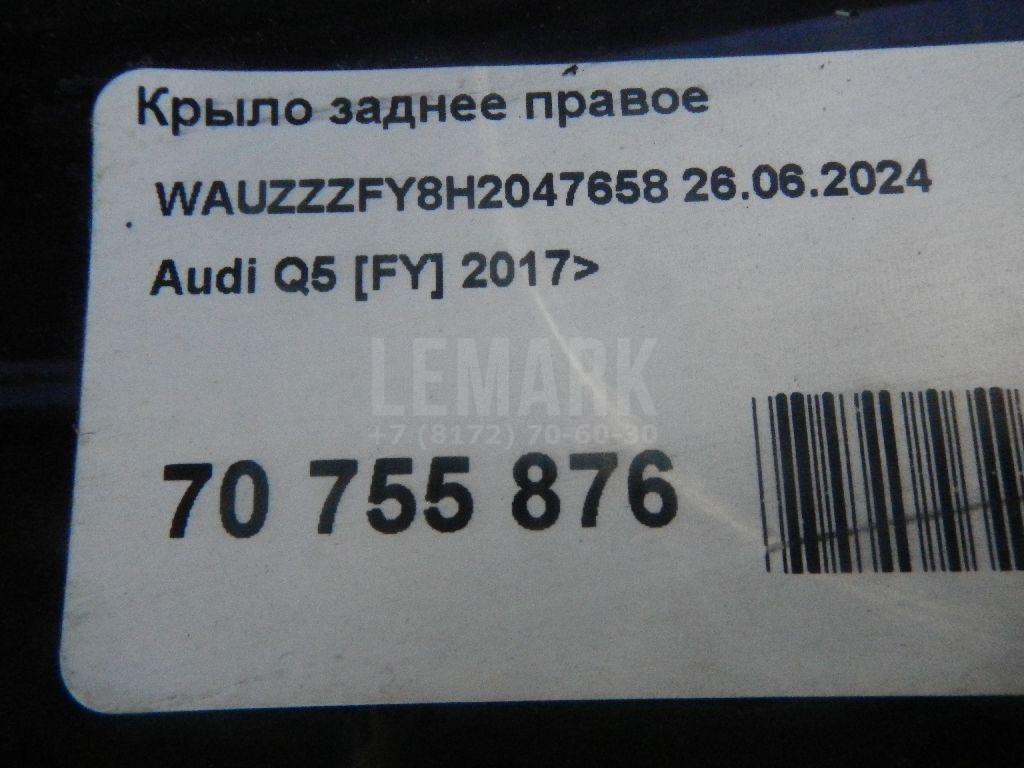 Крыло заднее правое
WAUZZZFY8H2047658 26.06.2024
Audi Q5 [FY] 2017>
LEMARK
+7 (8172) 70-60-30
70 755 876